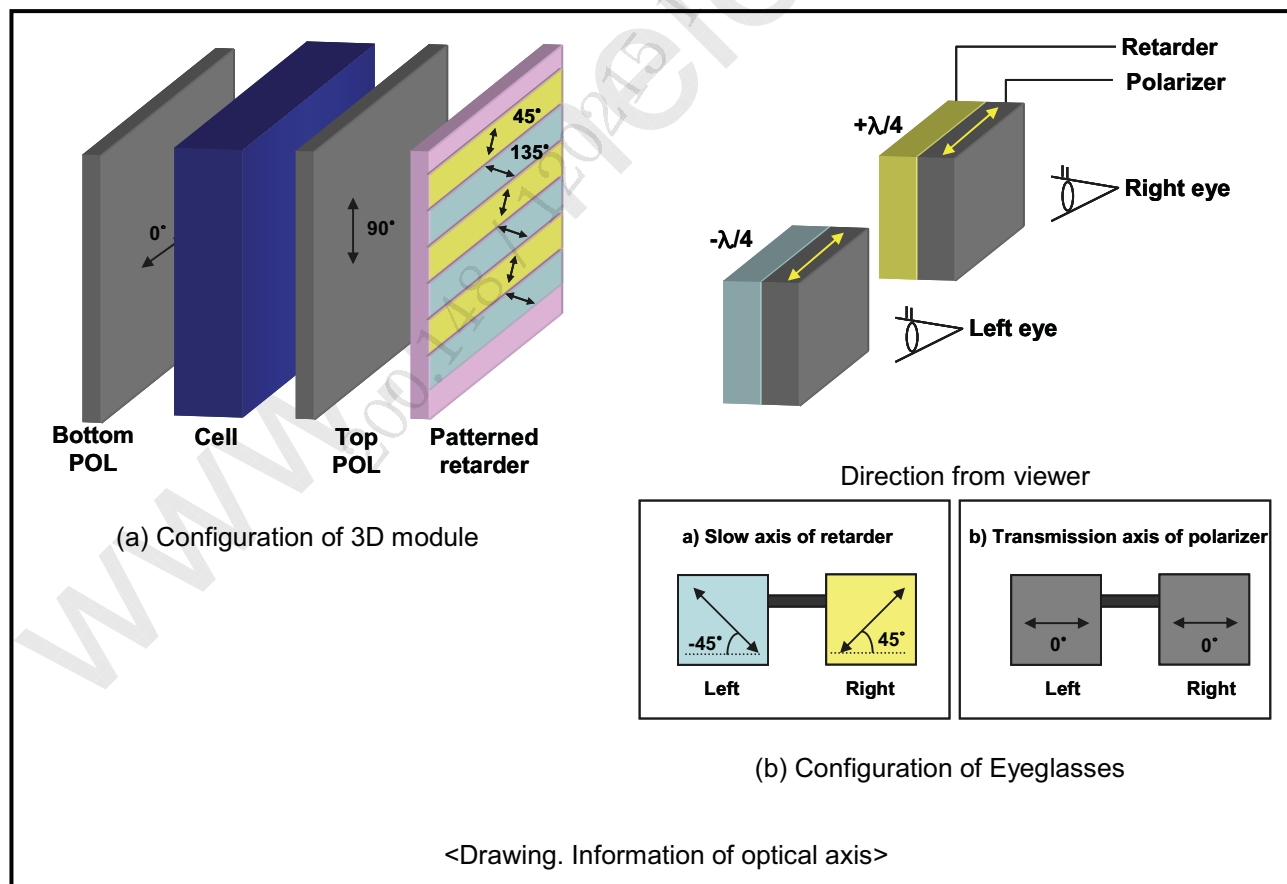 Retarder
Polarizer
45°
135°
0°
90°
+λ/4
-λ/4
Right eye
Left eye
Bottom
POL
Cell
Top
POL
Patterned
retarder
(a) Configuration of 3D module
Direction from viewer
a) Slow axis of retarder
-45°
45°
Left
Right
b) Transmission axis of polarizer
0°
0°
Left
Right
(b) Configuration of Eyeglasses
<Drawing. Information of optical axis>